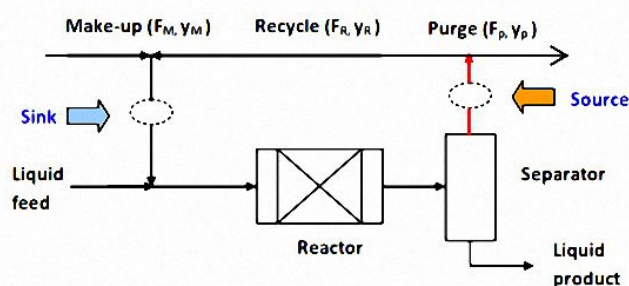 Make-up (FM, yM) Recycle (FR, yR) Purge (Fp, yp)
Sink
Source
Liquid
feed
Separator
Reactor
Liquid
product